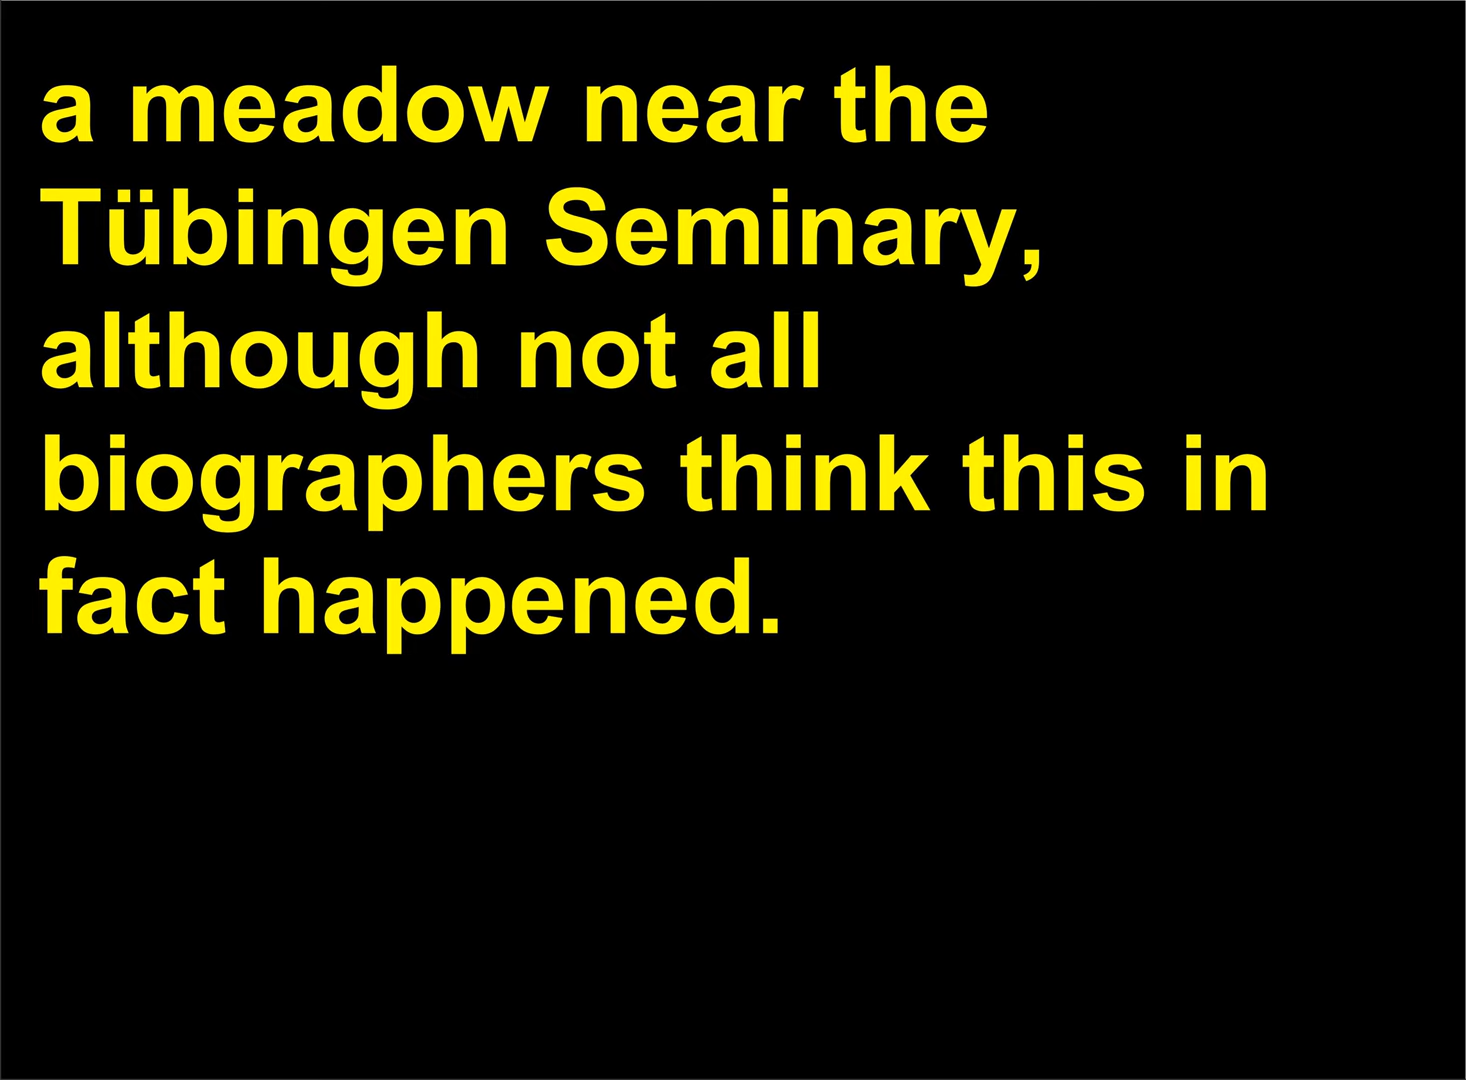 a meadow near the
Tübingen Seminary,
although not all
biographers think this in
fact happened.